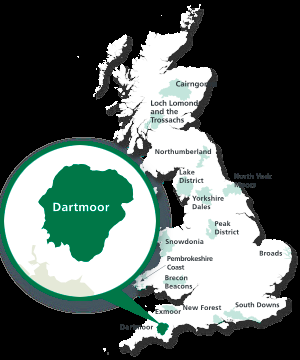 Cairngorm
Loch Lomond
and the
Trossachs
Northumberland
Lake
District
North York
Moors
Yorkshire
Dales
Dartmoor
Peak
District
Snowdonia
Broads
Pembrokeshire
Coast
Brecon
Beacons
Exmoor
New Forest
South Downs
Dartmoor